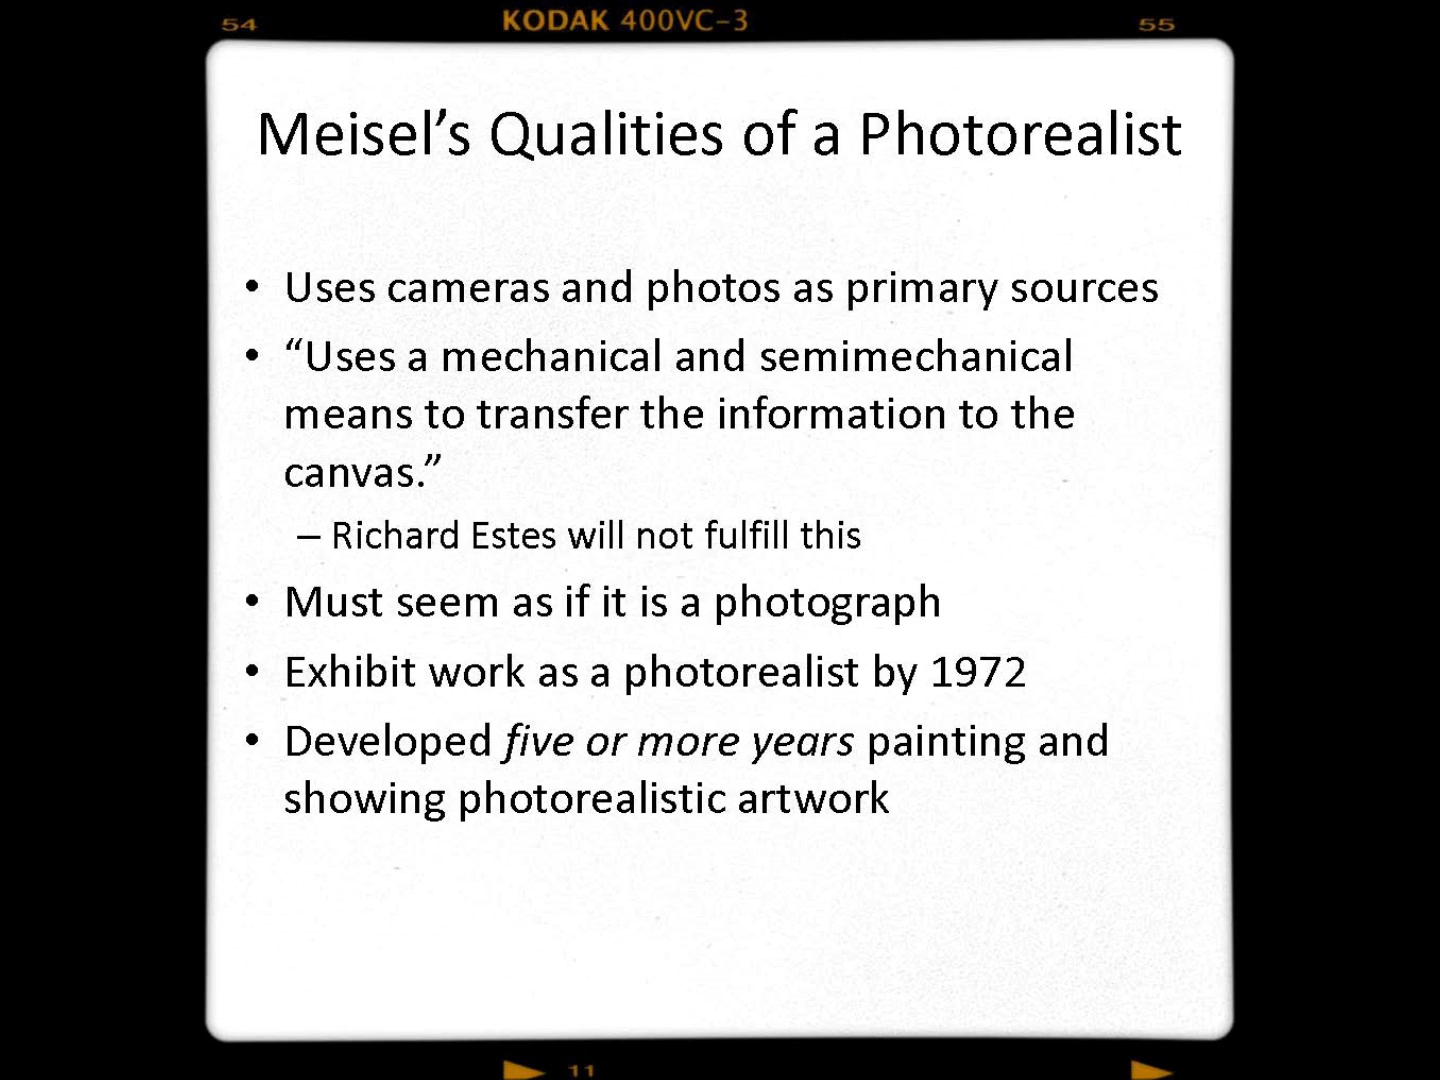 54 KODAK 400VC-3 55
Meisel’s Qualities of a Photorealist
• Uses cameras and photos as primary sources
• “Uses a mechanical and semimechanical
means to transfer the information to the
canvas.”
– Richard Estes will not fulfill this
• Must seem as if it is a photograph
• Exhibit work as a photorealist by 1972
• Developed five or more years painting and
showing photorealistic artwork
11